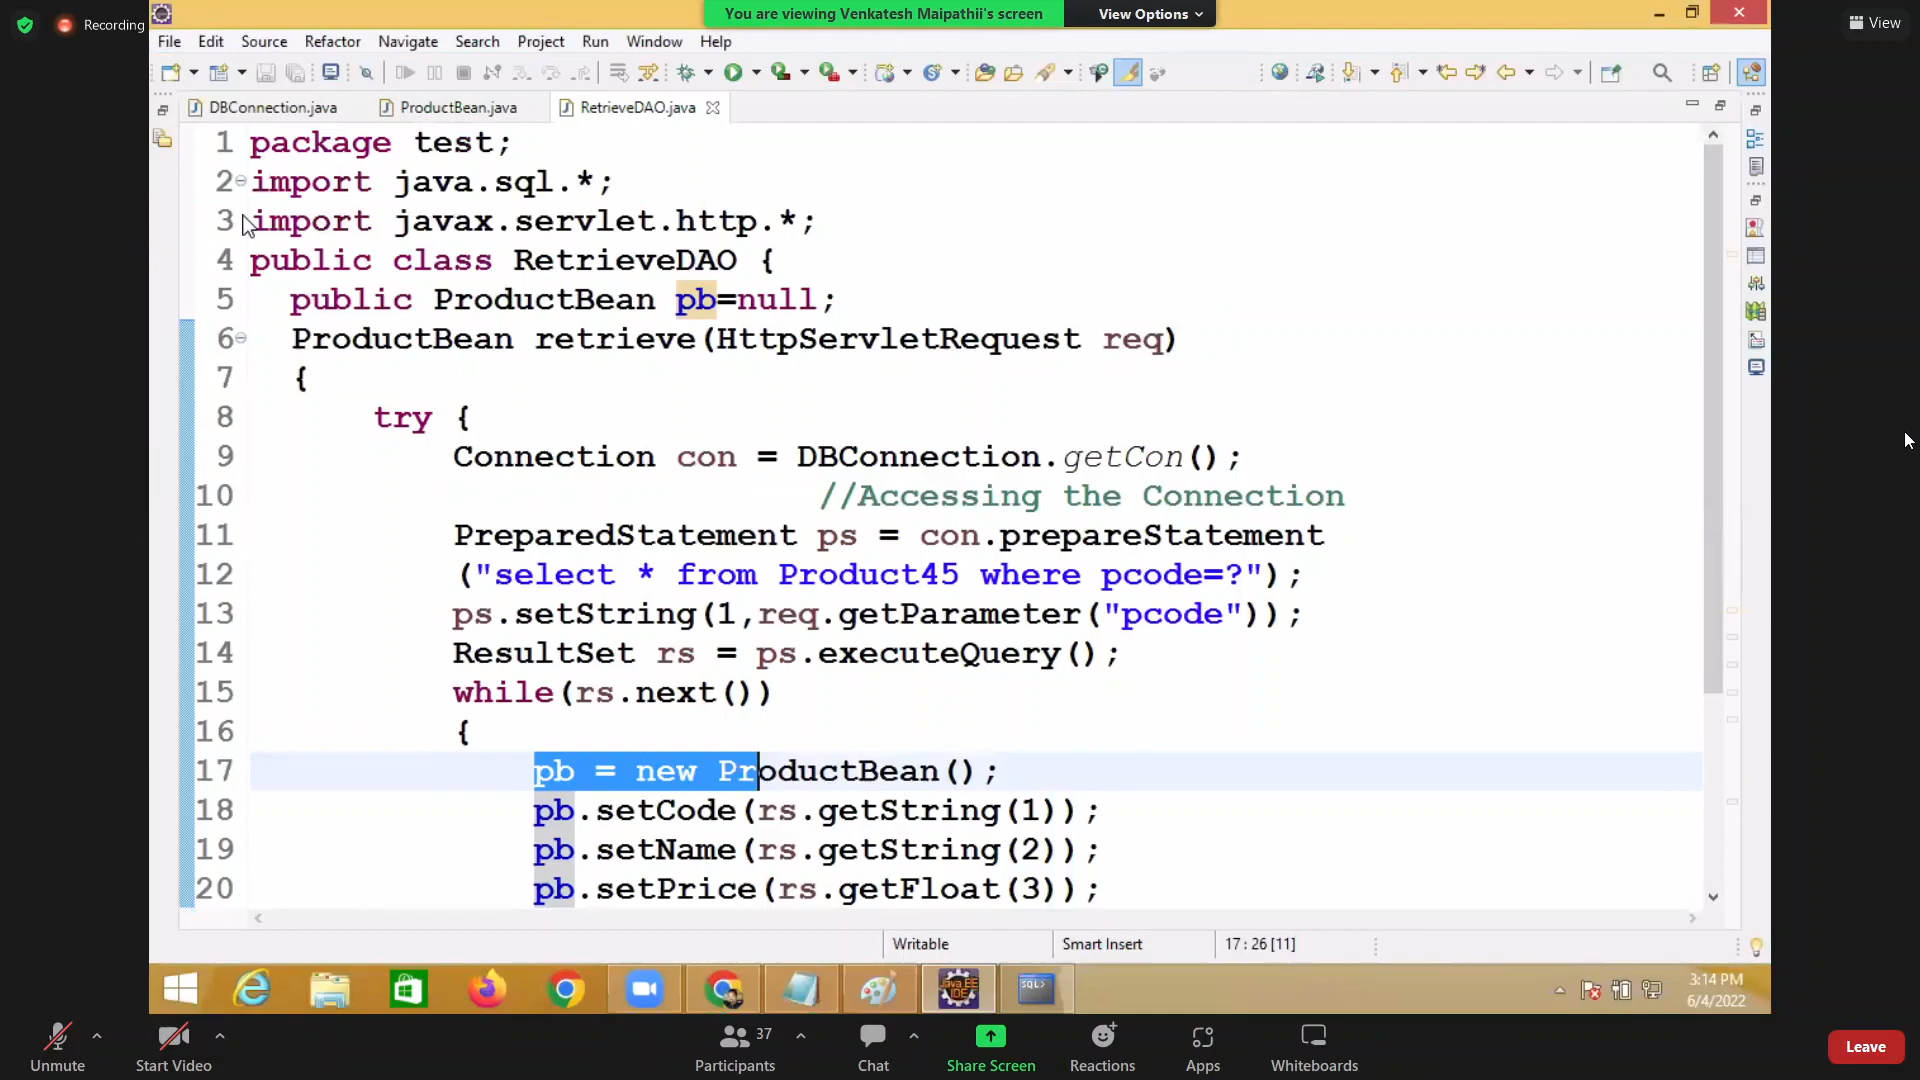 Recording
You are viewing Venkatesh Maipathii's screen
View Options
View
File Edit Source Refactor Navigate Search Project Run Window Help
DBConnection.java ProductBean.java RetrieveDAO.java
1 package test;
2 import java.sql.*;
3 import javax.servlet.http.*;
4 public class RetrieveDAO {
5 public ProductBean pb=null;
6 ProductBean retrieve(HttpServletRequest req)
7 {
8 try {
9 Connection con = DBConnection.getCon();
10 //Accessing the Connection
11 PreparedStatement ps = con.prepareStatement
12 ("select * from Product45 where pcode=?");
13 ps.setString(1,req.getParameter("pcode"));
14 ResultSet rs = ps.executeQuery();
15 while(rs.next())
16 {
17 pb = new ProductBean();
18 pb.setCode(rs.getString(1));
19 pb.setName(rs.getString(2));
20 pb.setPrice(rs.getFloat(3));
Writable Smart Insert 17 : 26 [11]
Java EE
IDE
SQL>
3:14 PM
6/4/2022
37
Unmute Start Video Participants Chat Share Screen Reactions Apps Whiteboards Leave